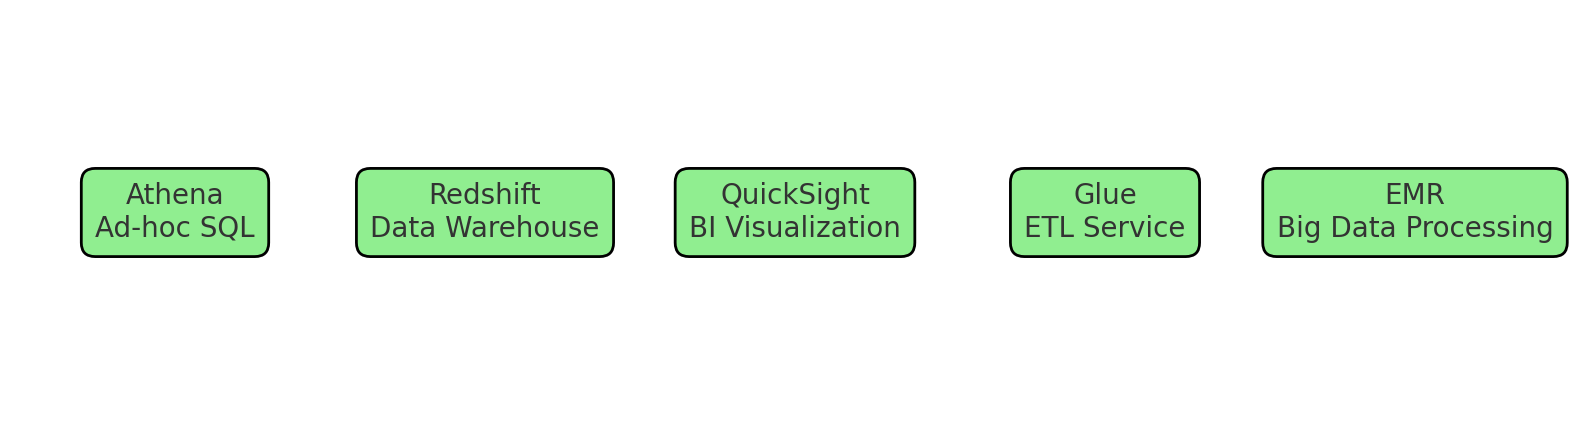 Athena
Ad-hoc SQL
Redshift
Data Warehouse
QuickSight
BI Visualization
Glue
ETL Service
EMR
Big Data Processing